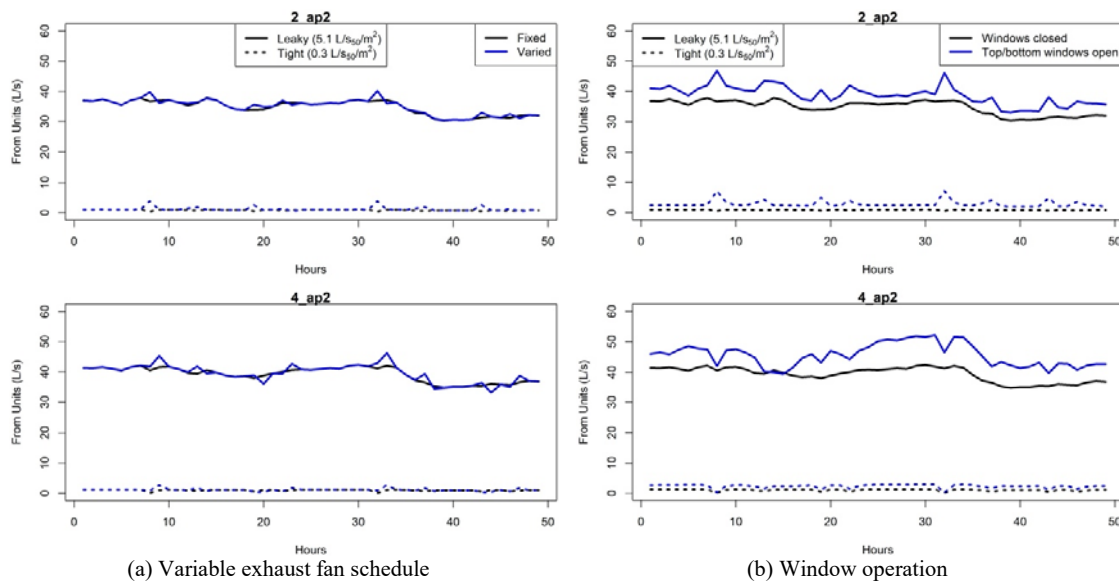 2_ap2
Leaky (5.1 L/s50/m²)
Tight (0.3 L/s50/m²)
Fixed
Varied
From Units (L/s)
60
50
40
30
20
10
0
0 10 20 30 40 50
Hours
2_ap2
Leaky (5.1 L/s50/m²)
Tight (0.3 L/s50/m²)
Windows closed
Top/bottom windows open
From Units (L/s)
60
50
40
30
20
10
0
0 10 20 30 40 50
Hours
4_ap2
From Units (L/s)
60
50
40
30
20
10
0
0 10 20 30 40 50
Hours
4_ap2
From Units (L/s)
60
50
40
30
20
10
0
0 10 20 30 40 50
Hours
(a) Variable exhaust fan schedule
(b) Window operation